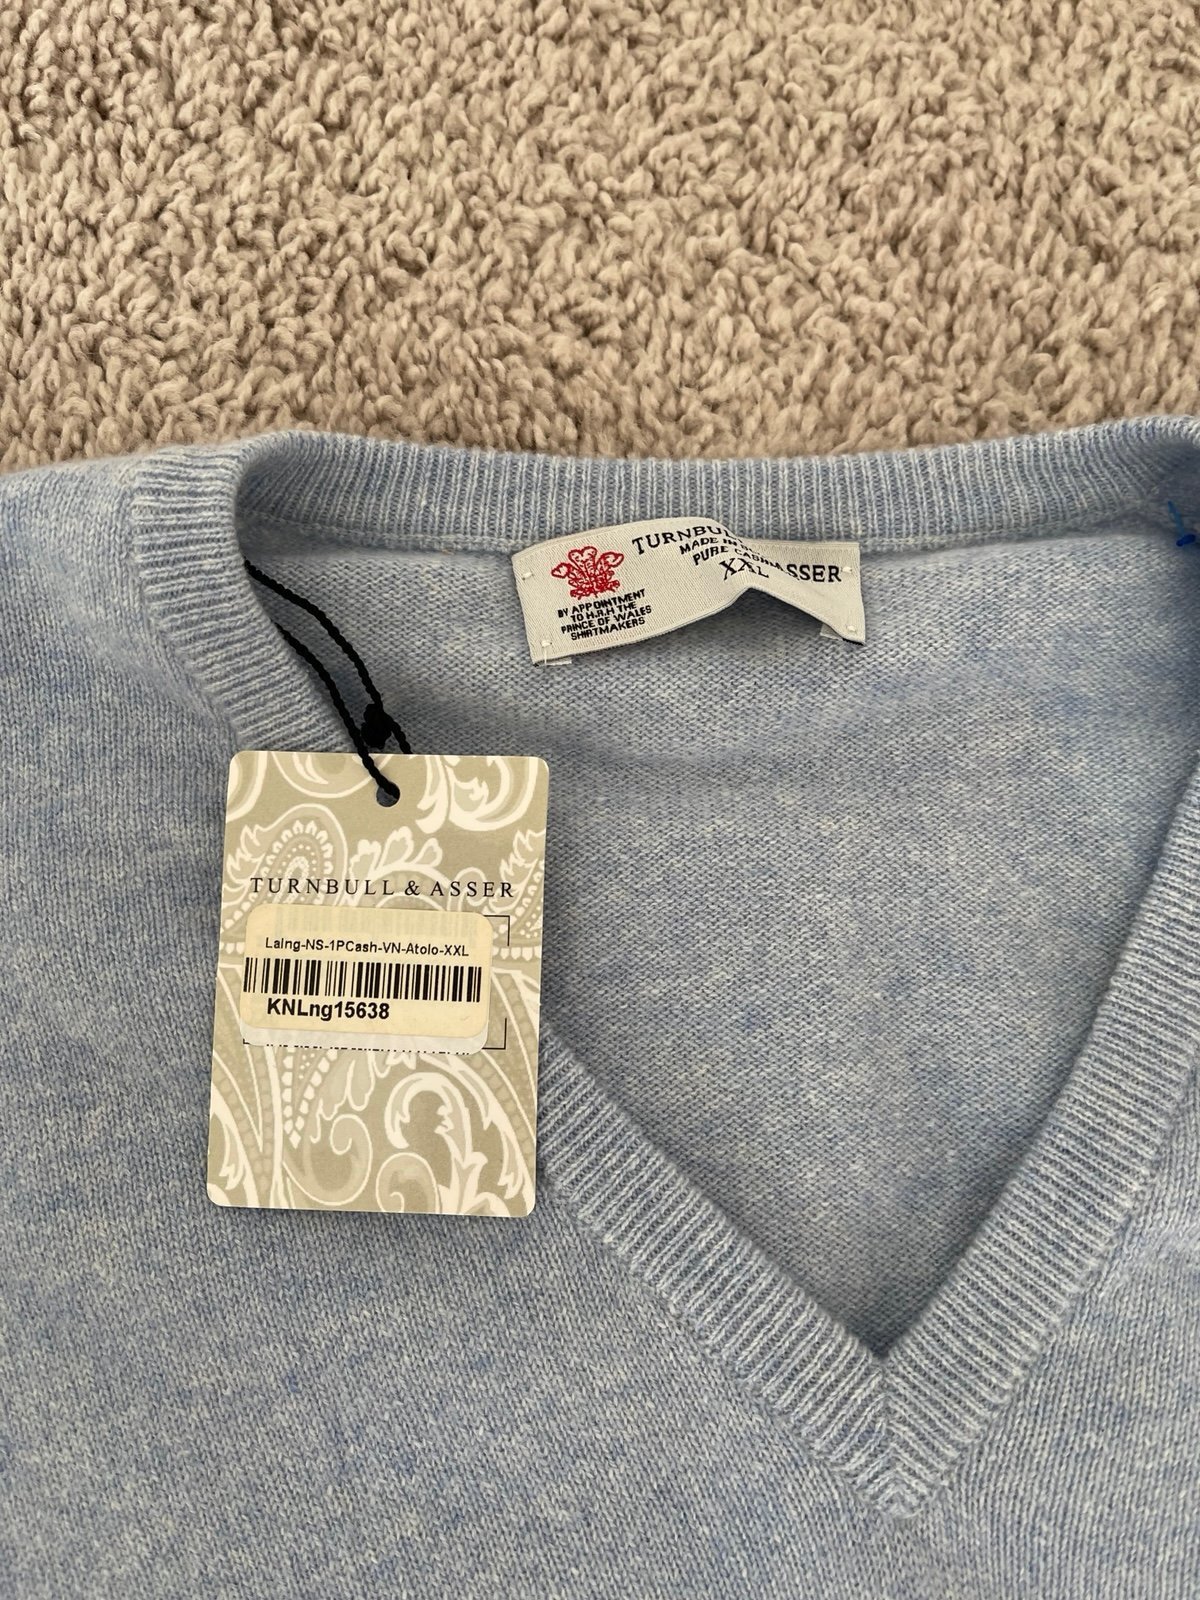 TURNBULL ASSER
MADE IN
PURE
XXL
BY APPOINTMENT
TO H.R.H THE
PRINCE OF WALES
SHIRTMAKERS
TURNBULL & ASSER
Laing-NS-1PCash-VN-Atolo-XXL
KNLng15638